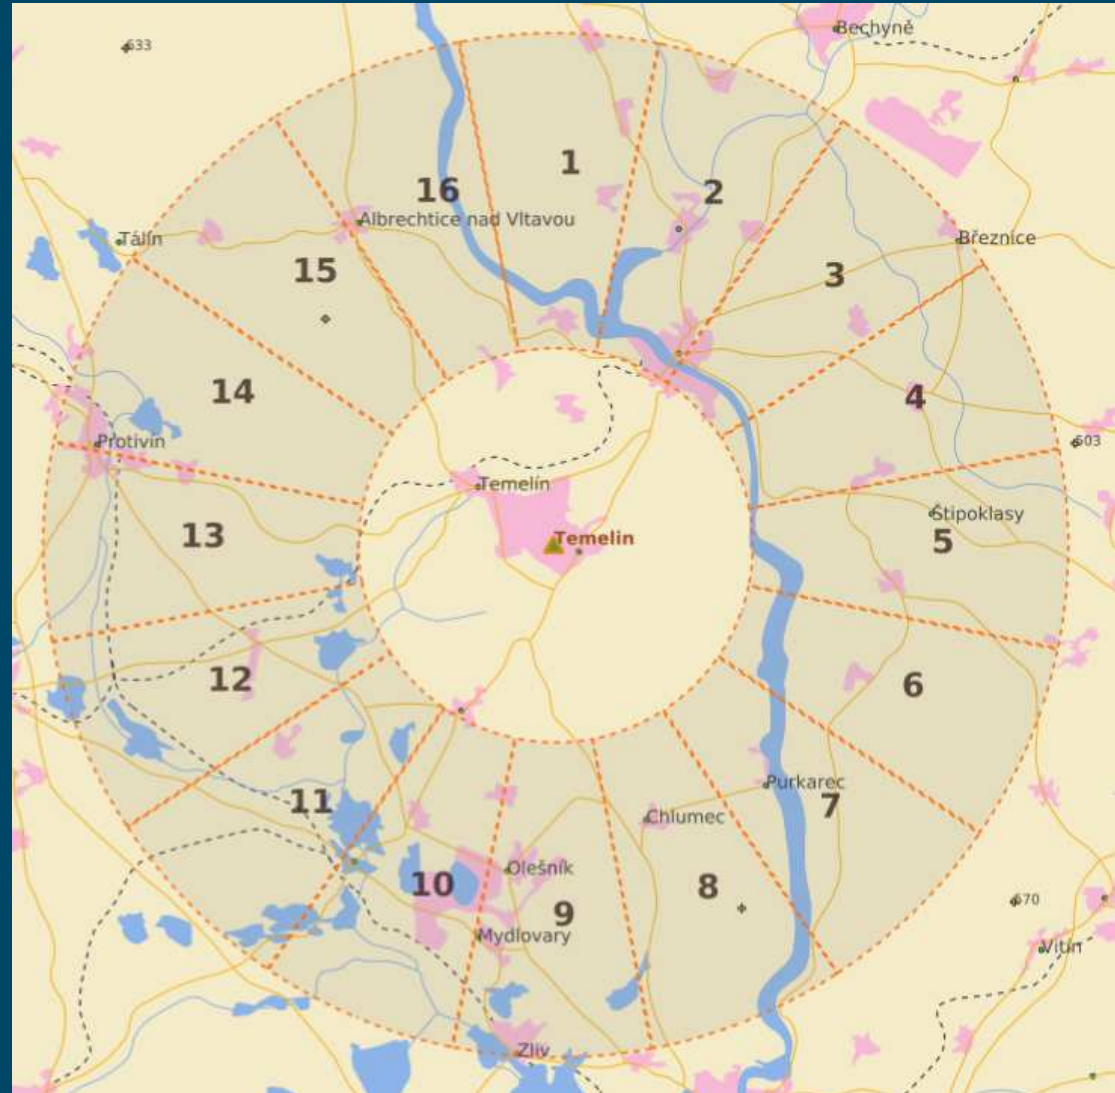 Bechyně
633
1
2
16
Albrechtice nad Vltavou
Tálín
Březnice
15
3
14
4
Protivín
603
Temelín
Štipoklasy
13
Temelin
5
12
6
Purkarec
11
7
Chlumec
Olešník
10
8
670
9
Mydlovary
Vitín
Zliv